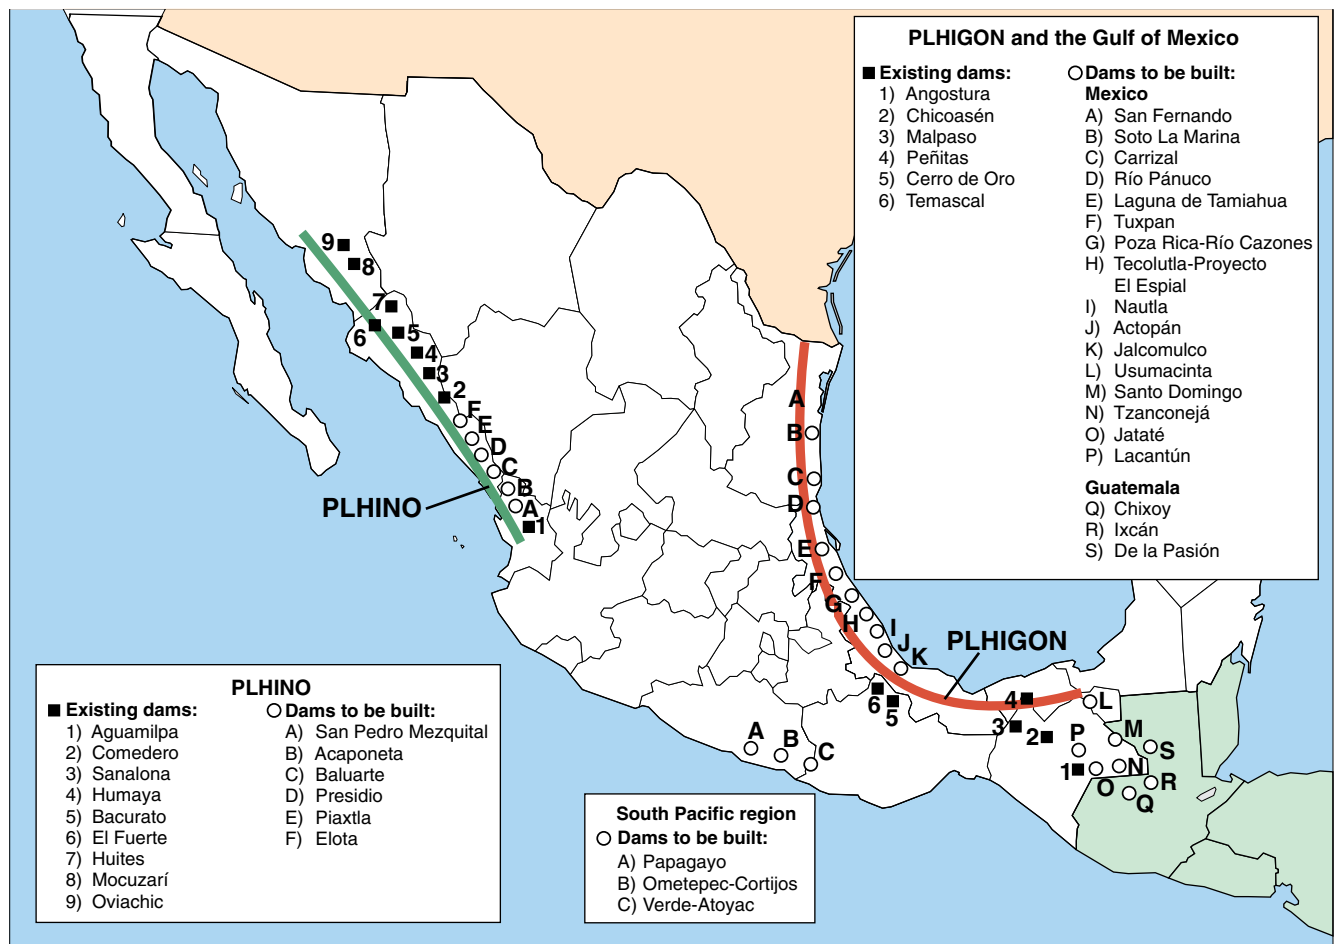 PLHIGON and the Gulf of Mexico
Existing dams:
1) Angostura
2) Chicoasén
3) Malpaso
4) Peñitas
5) Cerro de Oro
6) Temascal
Dams to be built:
Mexico
A) San Fernando
B) Soto La Marina
C) Carrizal
D) Río Pánuco
E) Laguna de Tamiahua
F) Tuxpan
G) Poza Rica-Río Cazones
H) Tecolutla-Proyecto
El Espial
I) Nautla
J) Actopán
K) Jalcomulco
L) Usumacinta
M) Santo Domingo
N) Tzanconejá
O) Jataté
P) Lacantún
Guatemala
Q) Chixoy
R) Ixcán
S) De la Pasión
9
8
7
6
5
4
3
2
F
E
D
C
B
A
1
PLHINO
A
B
C
D
E
F
G
H
I
J
K
PLHIGON
6
5
4
3
2
1
L
M
P
S
N
O
R
Q
A
B
C
PLHINO
Existing dams:
1) Aguamilpa
2) Comedero
3) Sanalona
4) Humaya
5) Bacurato
6) El Fuerte
7) Huites
8) Mocuzarí
9) Oviachic
Dams to be built:
A) San Pedro Mezquital
B) Acaponeta
C) Baluarte
D) Presidio
E) Piaxtla
F) Elota
South Pacific region
Dams to be built:
A) Papagayo
B) Ometepec-Cortijos
C) Verde-Atoyac